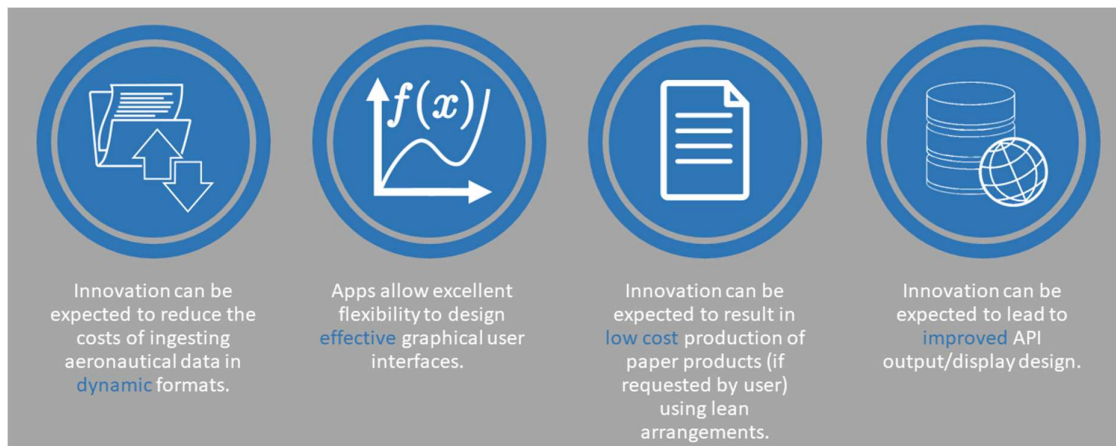 f(x)
Innovation can be
expected to reduce the
costs of ingesting
aeronautical data in
dynamic formats.
Apps allow excellent
flexibility to design
effective graphical user
interfaces.
Innovation can be
expected to result in
low cost production of
paper products (if
requested by user)
using lean
arrangements.
Innovation can be
expected to lead to
improved API
output/display design.